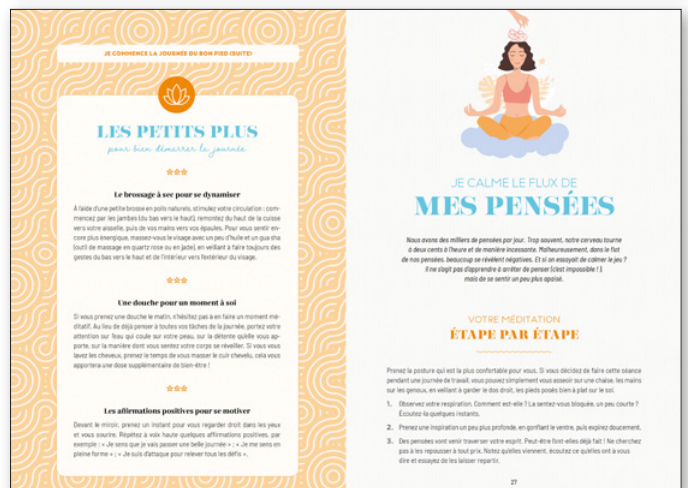 JE COMMENCE LA JOURNÉE DU BON PIED (SUITE)
LES PETITS PLUS
pour bien démarrer la journée
Le brossage à sec pour se dynamiser
À l'aide d'une petite brosse en poils naturels, stimulez votre circulation : com-
mencez par les jambes (du bas vers le haut), remontez du haut de la cuisse
vers votre aisselle, puis de vos mains vers vos épaules. Pour vous sentir en-
core plus énergique, massez-vous le visage avec un peu d'huile et un gua sha
(outil de massage en quartz rose ou en jade), en veillant à faire toujours des
gestes du bas vers le haut et de l'intérieur vers l'extérieur du visage.
Une douche pour un moment à soi
Si vous prenez une douche le matin, n'hésitez pas à en faire un moment mé-
ditatif. Au lieu de déjà penser à toutes vos tâches de la journée, portez votre
attention sur l'eau qui coule sur votre peau, sur la détente qu'elle vous ap-
porte, sur la manière dont vous sentez votre corps se réveiller. Si vous vous
lavez les cheveux, prenez le temps de vous masser le cuir chevelu, cela vous
apportera une dose supplémentaire de bien-être !
Les affirmations positives pour se motiver
Devant le miroir, prenez un instant pour vous regarder droit dans les yeux
et vous sourire. Répétez à voix haute quelques affirmations positives, par
exemple : « Je sens que je vais passer une belle journée » ; « Je me sens en
pleine forme » ; « Je suis d'attaque pour relever tous les défis ».
JE CALME LE FLUX DE
MES PENSÉES
Nous avons des milliers de pensées par jour. Trop souvent, notre cerveau tourne
à deux cents à l'heure et de manière incessante. Malheureusement, dans le flot
de nos pensées, beaucoup se révèlent négatives. Et si on essayait de calmer le jeu ?
Il ne s'agit pas d'apprendre à arrêter de penser (c'est impossible ! ),
mais de se sentir un peu plus apaisé.
VOTRE MÉDITATION
ÉTAPE PAR ÉTAPE
Prenez la posture qui est la plus confortable pour vous. Si vous décidez de faire cette séance
pendant une journée de travail, vous pouvez simplement vous asseoir sur une chaise, les mains
sur les genoux, en veillant à garder le dos droit, les pieds posés bien à plat sur le sol.
1. Observez votre respiration. Comment est-elle ? La sentez-vous bloquée, un peu courte ?
Écoutez-la quelques instants.
2. Prenez une inspiration un peu plus profonde, en gonflant le ventre, puis expirez doucement.
3. Des pensées vont venir traverser votre esprit. Peut-être font-elles déjà fait ! Ne cherchez
pas à les repousser à tout prix. Notez qu'elles viennent, écoutez ce qu'elles ont à vous
dire et essayez de les laisser repartir.
27